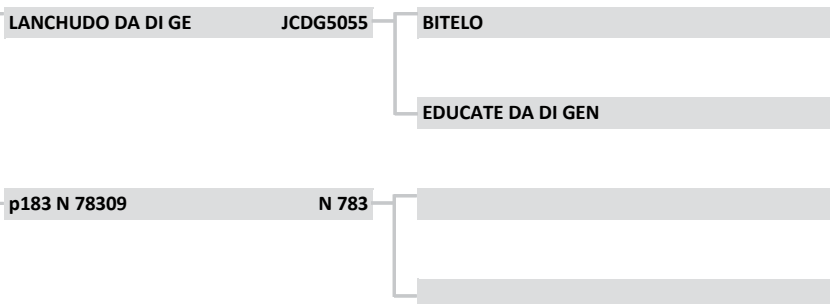 LANCHUDO DA DI GE JCDG5055
BITELO
EDUCATE DA DI GEN
p183 N 78309 N 783